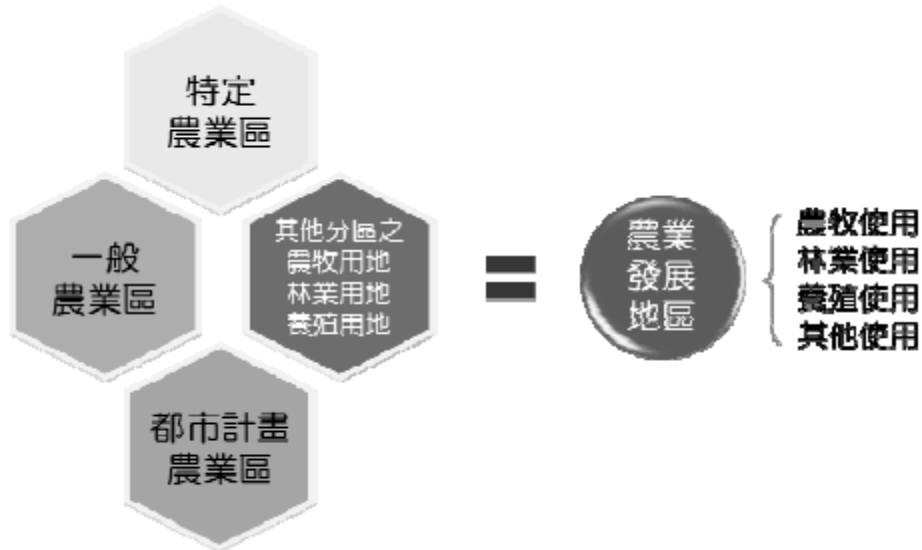 特定
農業區
一般
農業區
其他分區之
農牧用地
林業用地
養殖用地
都市計畫
農業區
=
農業
發展
地區
農牧使用
林業使用
養殖使用
其他使用